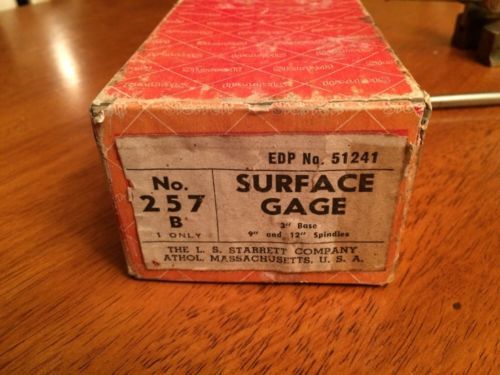 EDP No. 51241
No. 257 B
1 ONLY
SURFACE GAGE
3" Base
9" and 12" Spindles
THE L. S. STARRETT COMPANY
ATHOL, MASSACHUSETTS, U. S. A.